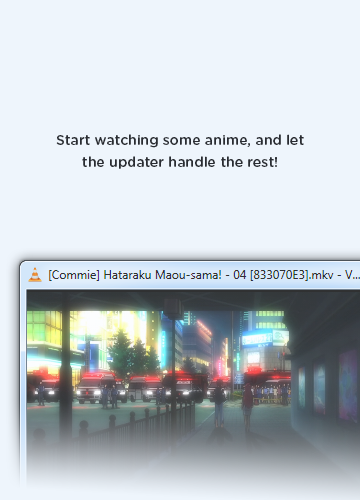 Start watching some anime, and let
the updater handle the rest!
[Commie] Hataraku Maou-sama! - 04 [833070E3].mkv - V...